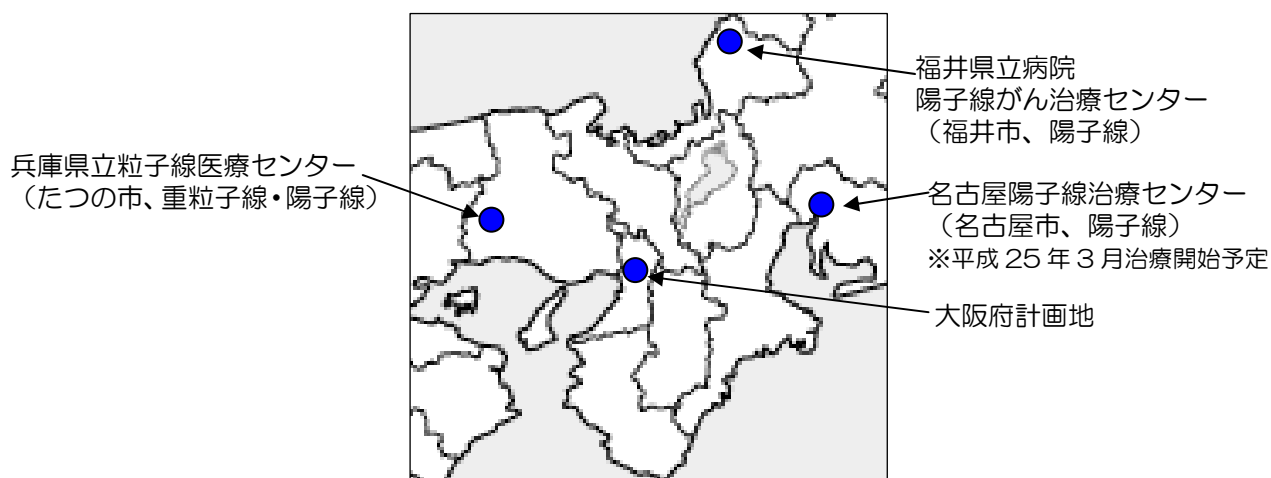 福井県立病院
陽子線がん治療センター
（福井市、陽子線）
兵庫県立粒子線医療センター
（たつの市、重粒子線・陽子線）
名古屋陽子線治療センター
（名古屋市、陽子線）
※平成 25 年 3 月治療開始予定
大阪府計画地